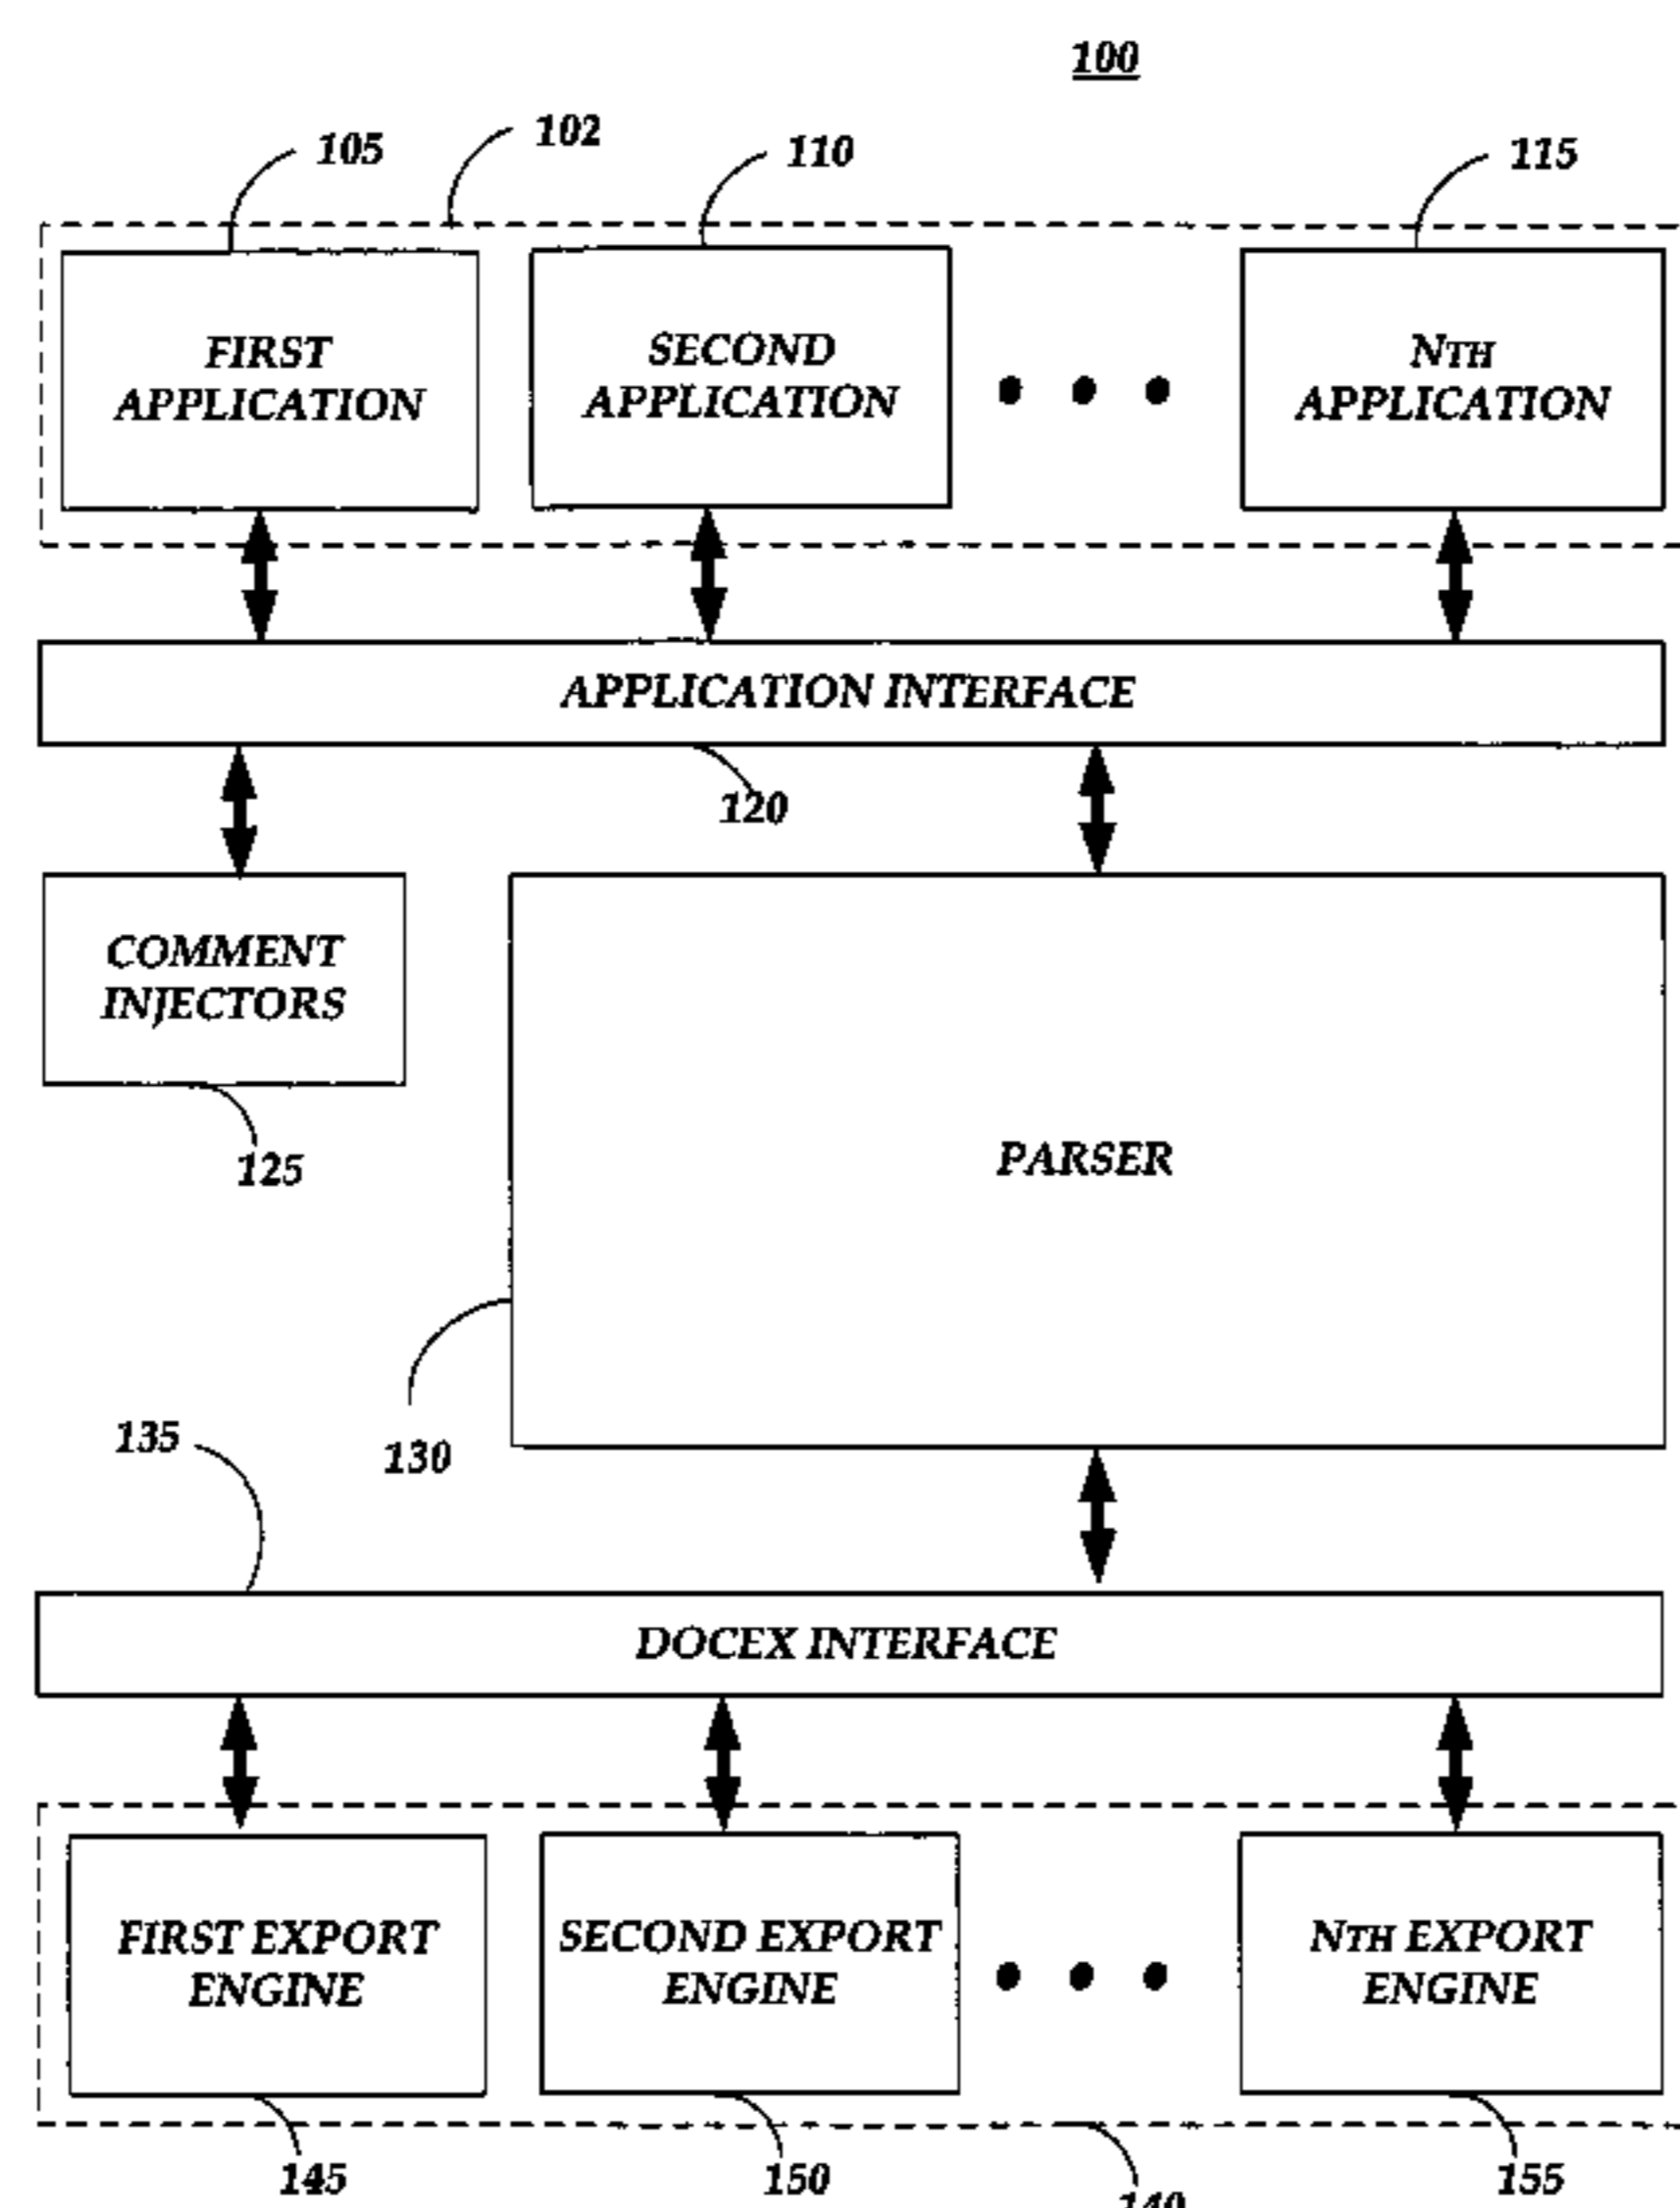 100
105
102
110
115
FIRST
APPLICATION
SECOND
APPLICATION
NTH
APPLICATION
APPLICATION INTERFACE
120
COMMENT
INJECTORS
125
PARSER
130
135
DOCEX INTERFACE
FIRST EXPORT
ENGINE
SECOND EXPORT
ENGINE
NTH EXPORT
ENGINE
145
150
140
155